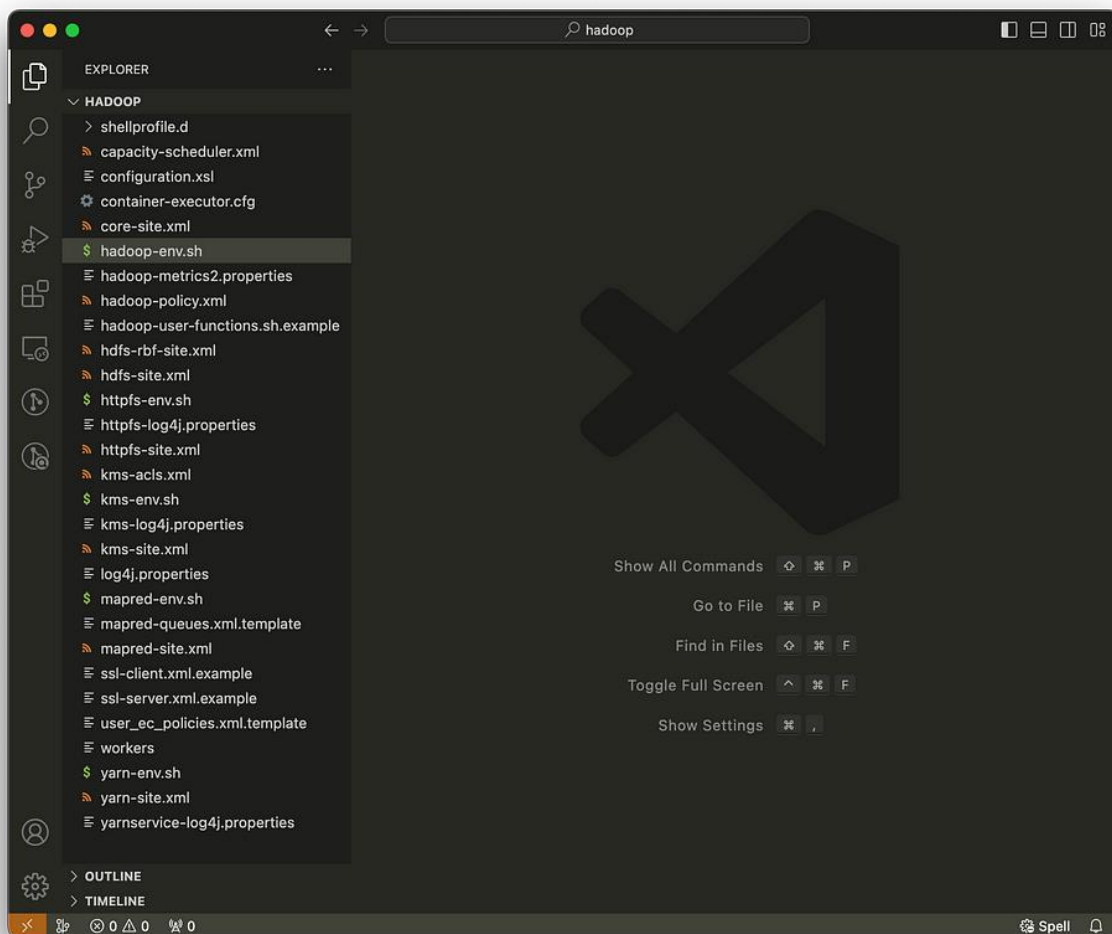 hadoop
EXPLORER
HADOOP
shellprofile.d
capacity-scheduler.xml
configuration.xsl
container-executor.cfg
core-site.xml
$ hadoop-env.sh
hadoop-metrics2.properties
hadoop-policy.xml
hadoop-user-functions.sh.example
hdfs-rbf-site.xml
hdfs-site.xml
$ httpfs-env.sh
httpfs-log4j.properties
httpfs-site.xml
kms-acls.xml
$ kms-env.sh
kms-log4j.properties
kms-site.xml
log4j.properties
$ mapred-env.sh
mapred-queues.xml.template
mapred-site.xml
ssl-client.xml.example
ssl-server.xml.example
user_ec_policies.xml.template
workers
$ yarn-env.sh
yarn-site.xml
yarnservice-log4j.properties
OUTLINE
TIMELINE
Show All Commands ⇧ ⌘ P
Go to File ⌘ P
Find in Files ⇧ ⌘ F
Toggle Full Screen ^ ⌘ F
Show Settings ⌘ ,
0 0 0 Spell